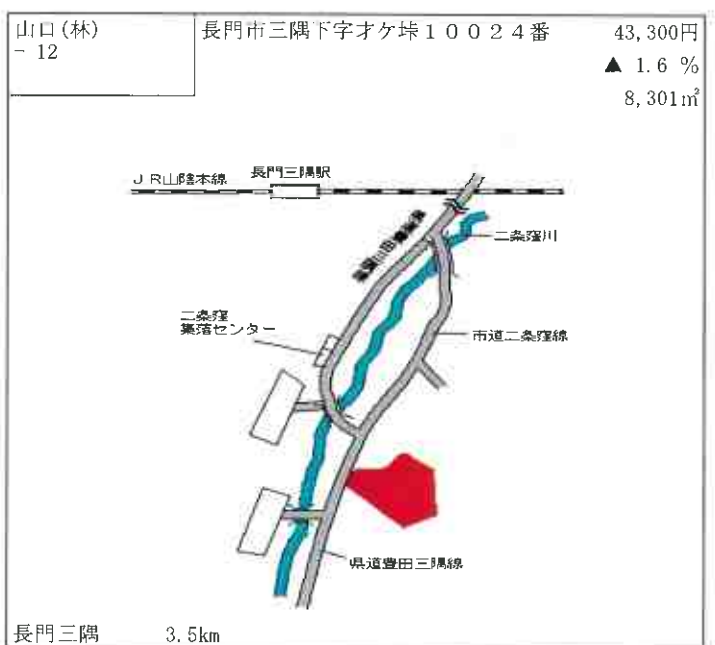 山口(林)
- 12
長門市三隅下字才ケ垰10024番
43,300円
▲ 1.6 %
8,301㎡
JR山陰本線
長門三隅駅
二条窪川
二条窪
集落センター
市道二条窪線
県道豊田三隅線
長門三隅 3.5km